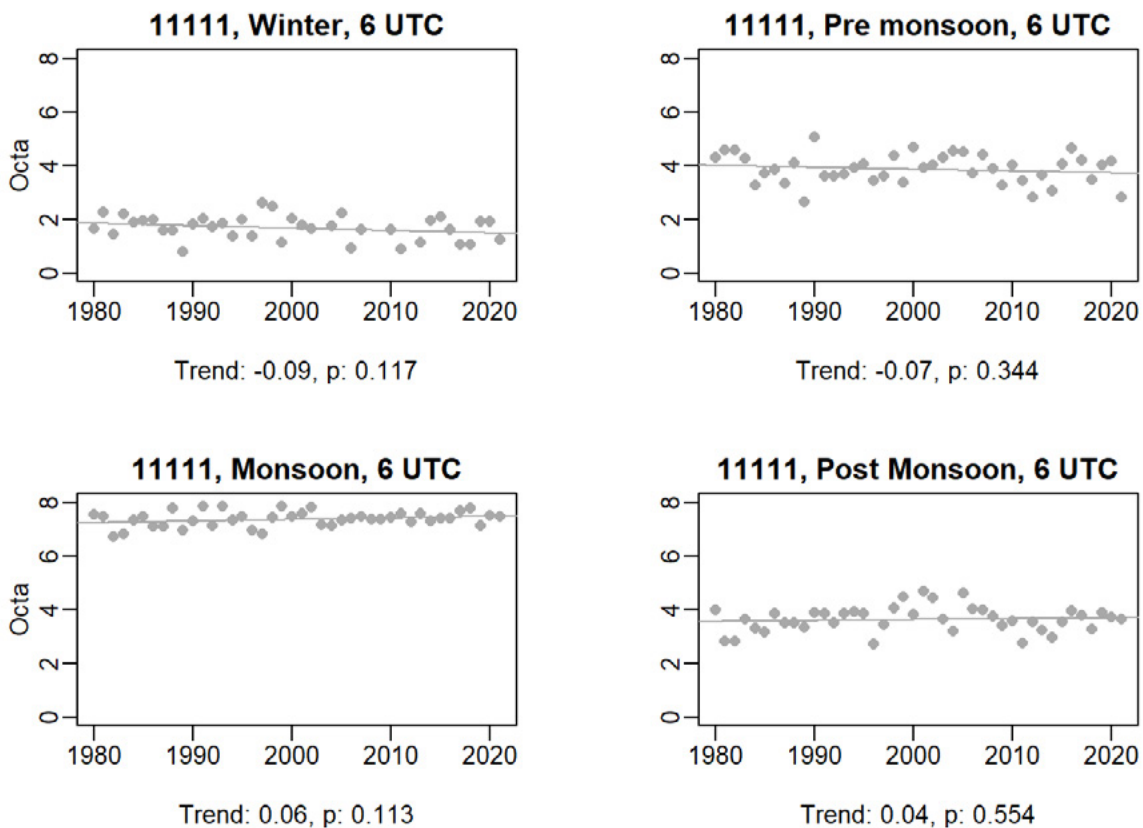 11111, Winter, 6 UTC
Octa
8
6
4
2
0
1980 1990 2000 2010 2020
Trend: -0.09, p: 0.117
11111, Pre monsoon, 6 UTC
8
6
4
2
0
1980 1990 2000 2010 2020
Trend: -0.07, p: 0.344
11111, Monsoon, 6 UTC
Octa
8
6
4
2
0
1980 1990 2000 2010 2020
Trend: 0.06, p: 0.113
11111, Post Monsoon, 6 UTC
8
6
4
2
0
1980 1990 2000 2010 2020
Trend: 0.04, p: 0.554